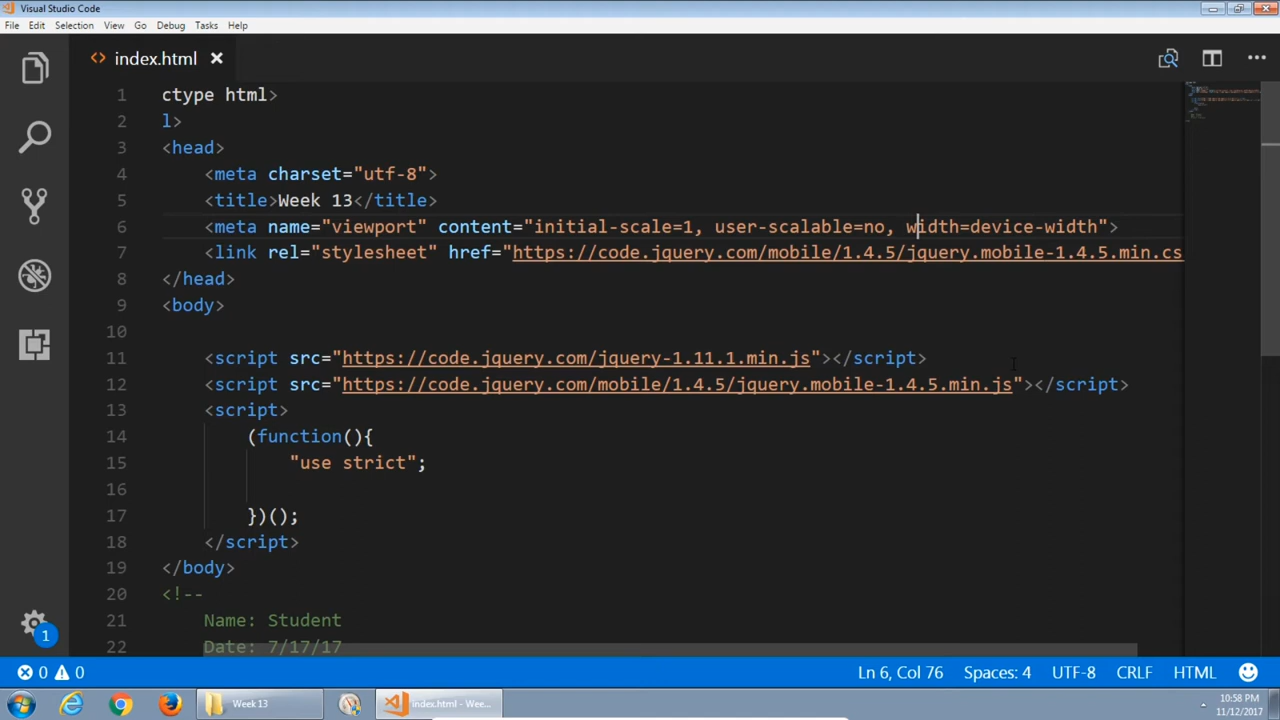 Visual Studio Code
File Edit Selection View Go Debug Tasks Help
index.html
1 ctype html>
2 l>
3 <head>
4 <meta charset="utf-8">
5 <title>Week 13</title>
6 <meta name="viewport" content="initial-scale=1, user-scalable=no, width=device-width">
7 <link rel="stylesheet" href="https://code.jquery.com/mobile/1.4.5/jquery.mobile-1.4.5.min.cs
8 </head>
9 <body>
10
11 <script src="https://code.jquery.com/jquery-1.11.1.min.js"></script>
12 <script src="https://code.jquery.com/mobile/1.4.5/jquery.mobile-1.4.5.min.js"></script>
13 <script>
14 (function(){
15 "use strict";
16
17 })();
18 </script>
19 </body>
20 <!--
21 Name: Student
22 Date: 7/17/17
1
0 0 Ln 6, Col 76 Spaces: 4 UTF-8 CRLF HTML
Week 13 index.html - Wee... 10:58 PM
11/12/2017